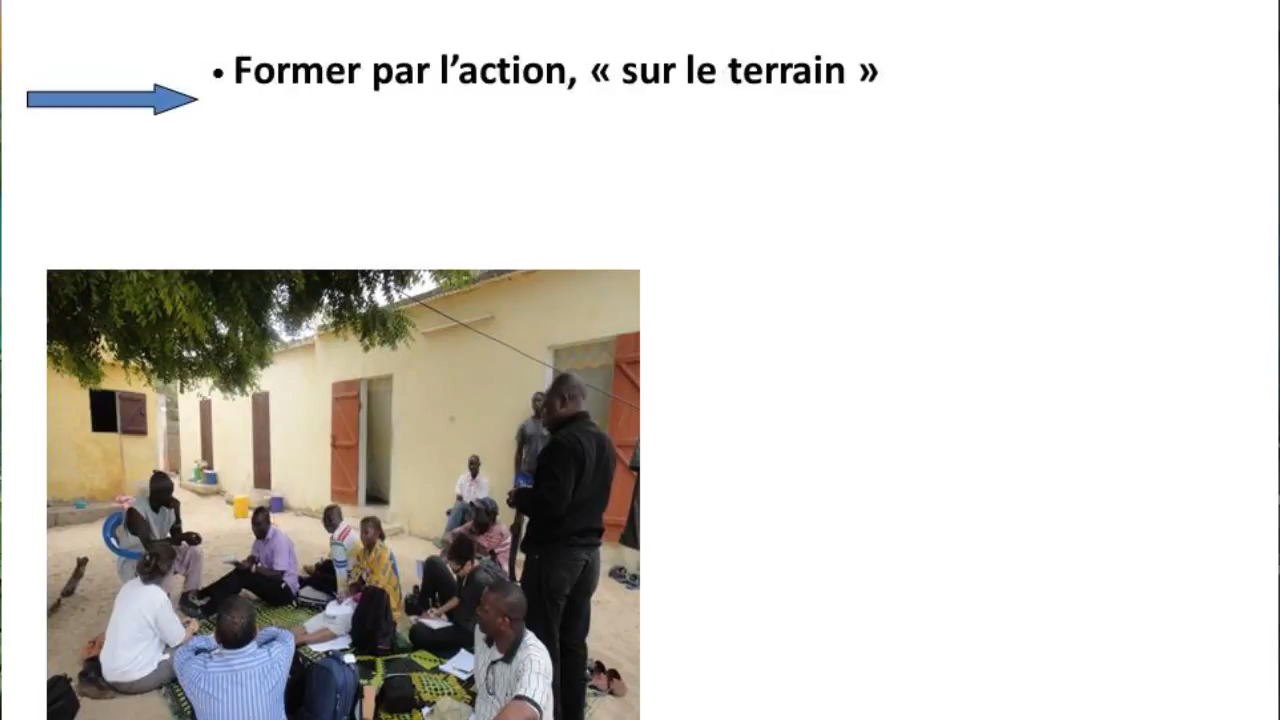 • Former par l’action, « sur le terrain »